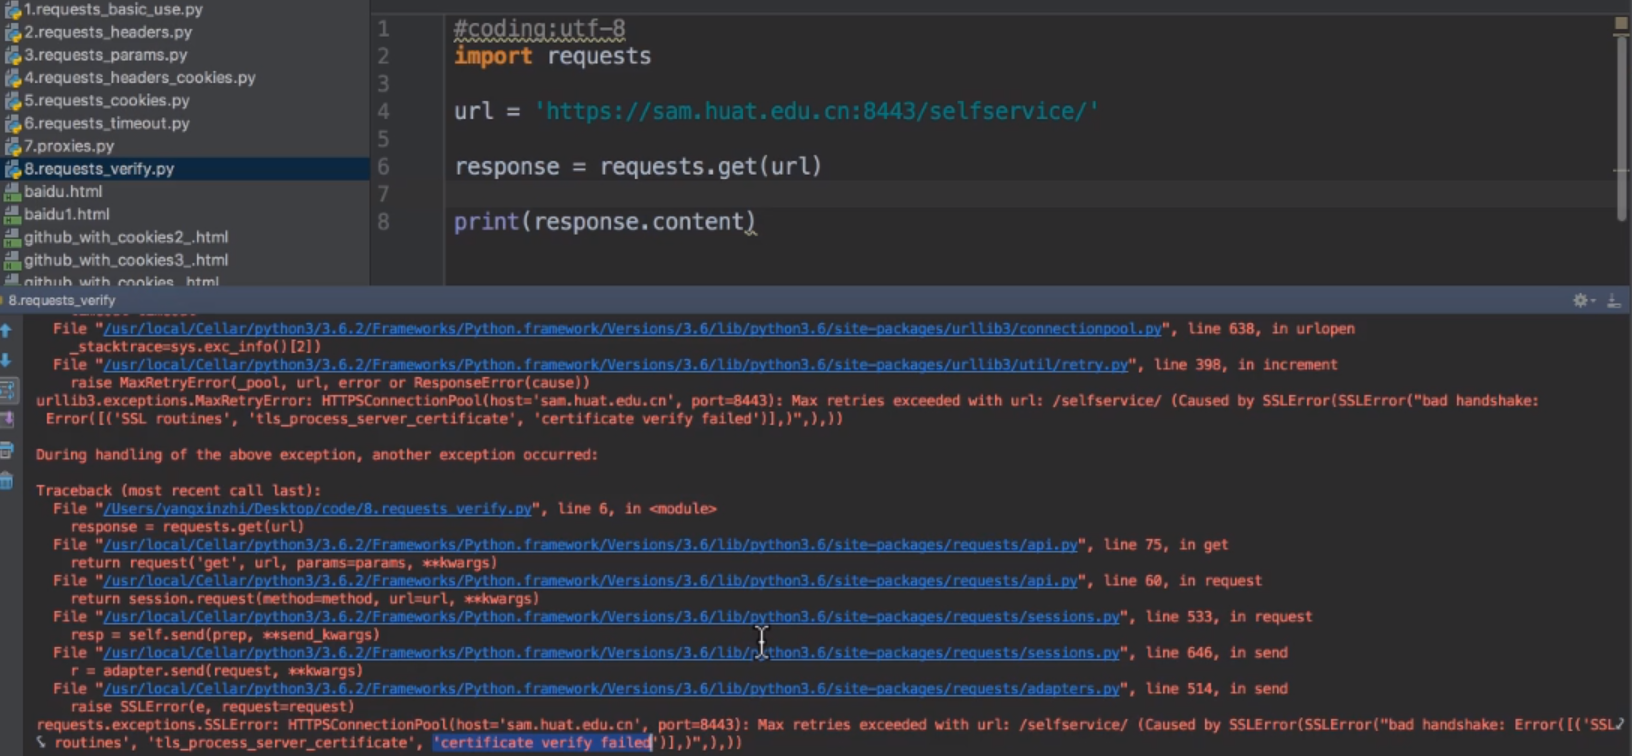 1.requests_basic_use.py
2.requests_headers.py
3.requests_params.py
4.requests_headers_cookies.py
5.requests_cookies.py
6.requests_timeout.py
7.proxies.py
8.requests_verify.py
baidu.html
baidu1.html
github_with_cookies2_.html
github_with_cookies3_.html
github_with_cookies_.html
1 #coding:utf-8
2 import requests
3
4 url = 'https://sam.huat.edu.cn:8443/selfservice/'
5
6 response = requests.get(url)
7
8 print(response.content)
8.requests_verify
File "/usr/local/Cellar/python3/3.6.2/Frameworks/Python.framework/Versions/3.6/lib/python3.6/site-packages/urllib3/connectionpool.py", line 638, in urlopen
_stacktrace=sys.exc_info()[2])
File "/usr/local/Cellar/python3/3.6.2/Frameworks/Python.framework/Versions/3.6/lib/python3.6/site-packages/urllib3/util/retry.py", line 398, in increment
raise MaxRetryError(_pool, url, error or ResponseError(cause))
urllib3.exceptions.MaxRetryError: HTTPSConnectionPool(host='sam.huat.edu.cn', port=8443): Max retries exceeded with url: /selfservice/ (Caused by SSLError(SSLError("bad handshake:
Error([('SSL routines', 'tls_process_server_certificate', 'certificate verify failed')],)",),))
During handling of the above exception, another exception occurred:
Traceback (most recent call last):
File "/Users/yangxinzhi/Desktop/code/8.requests_verify.py", line 6, in <module>
response = requests.get(url)
File "/usr/local/Cellar/python3/3.6.2/Frameworks/Python.framework/Versions/3.6/lib/python3.6/site-packages/requests/api.py", line 75, in get
return request('get', url, params=params, **kwargs)
File "/usr/local/Cellar/python3/3.6.2/Frameworks/Python.framework/Versions/3.6/lib/python3.6/site-packages/requests/api.py", line 60, in request
return session.request(method=method, url=url, **kwargs)
File "/usr/local/Cellar/python3/3.6.2/Frameworks/Python.framework/Versions/3.6/lib/python3.6/site-packages/requests/sessions.py", line 533, in request
resp = self.send(prep, **send_kwargs)
File "/usr/local/Cellar/python3/3.6.2/Frameworks/Python.framework/Versions/3.6/lib/python3.6/site-packages/requests/sessions.py", line 646, in send
r = adapter.send(request, **kwargs)
File "/usr/local/Cellar/python3/3.6.2/Frameworks/Python.framework/Versions/3.6/lib/python3.6/site-packages/requests/adapters.py", line 514, in send
raise SSLError(e, request=request)
requests.exceptions.SSLError: HTTPSConnectionPool(host='sam.huat.edu.cn', port=8443): Max retries exceeded with url: /selfservice/ (Caused by SSLError(SSLError("bad handshake: Error([('SSL
routines', 'tls_process_server_certificate', 'certificate verify failed')],)",),))